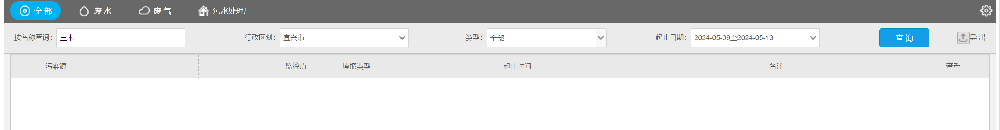 全 部 废 水 废 气 污水处理厂
按名称查询： 三木 行政区划： 宜兴市 类型： 全部 起止日期： 2024-05-09至2024-05-13 查 询 导 出
污染源 监控点 填报类型 起止时间 备注 查看